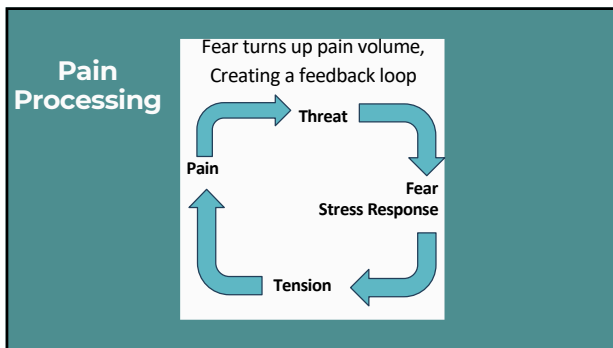 Pain
Processing
Fear turns up pain volume,
Creating a feedback loop
Threat
Pain
Fear
Stress Response
Tension